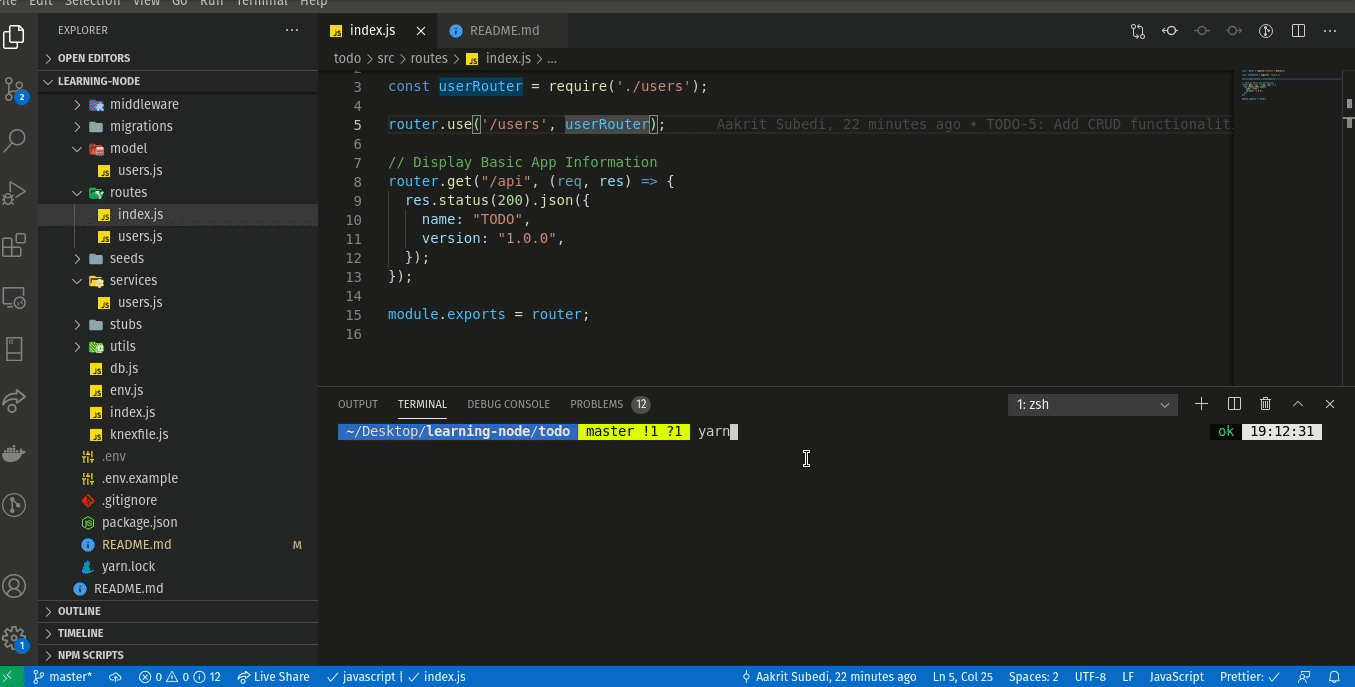 File Edit Selection View Go Run Terminal Help
EXPLORER
OPEN EDITORS
LEARNING-NODE
middleware
migrations
model
users.js
routes
index.js
users.js
seeds
services
users.js
stubs
utils
db.js
env.js
index.js
knexfile.js
.env
.env.example
.gitignore
package.json
README.md M
yarn.lock
README.md
OUTLINE
TIMELINE
NPM SCRIPTS
2
1
index.js
README.md
todo > src > routes > index.js > ...
2
3 const userRouter = require('./users');
4
5 router.use('/users', userRouter); Aakrit Subedi, 22 minutes ago • TODO-5: Add CRUD functionalit
6
7 // Display Basic App Information
8 router.get("/api", (req, res) => {
9 res.status(200).json({
10 name: "TODO",
11 version: "1.0.0",
12 });
13 });
14
15 module.exports = router;
16
OUTPUT TERMINAL DEBUG CONSOLE PROBLEMS 12 1: zsh
~/Desktop/learning-node/todo master !1 ?1 yarn ok 19:12:31
master* 0 0 12 Live Share javascript | index.js Aakrit Subedi, 22 minutes ago Ln 5, Col 25 Spaces: 2 UTF-8 LF JavaScript Prettier: